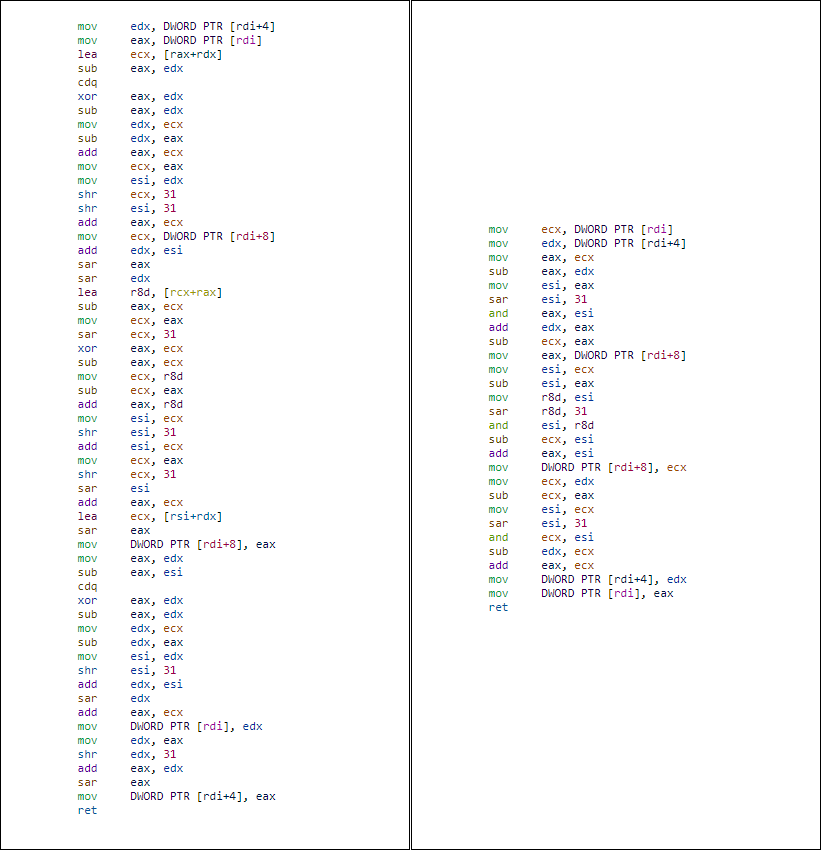 mov edx, DWORD PTR [rdi+4]
mov eax, DWORD PTR [rdi]
lea ecx, [rax+rdx]
sub eax, edx
cdq
xor eax, edx
sub eax, edx
mov edx, ecx
sub edx, eax
add eax, ecx
mov ecx, eax
mov esi, edx
shr ecx, 31
shr esi, 31
add eax, ecx
mov ecx, DWORD PTR [rdi+8]
add edx, esi
sar eax
sar edx
lea r8d, [rcx+rax]
sub eax, ecx
mov ecx, eax
sar ecx, 31
xor eax, ecx
sub eax, ecx
mov ecx, r8d
sub ecx, eax
add eax, r8d
mov esi, ecx
shr esi, 31
add esi, ecx
mov ecx, eax
shr ecx, 31
sar esi
add eax, ecx
lea ecx, [rsi+rdx]
sar eax
mov DWORD PTR [rdi+8], eax
mov eax, edx
sub eax, esi
cdq
xor eax, edx
sub eax, edx
mov edx, ecx
sub edx, eax
mov esi, edx
shr esi, 31
add edx, esi
sar edx
add eax, ecx
mov DWORD PTR [rdi], edx
mov edx, eax
shr edx, 31
add eax, edx
sar eax
mov DWORD PTR [rdi+4], eax
ret
mov ecx, DWORD PTR [rdi]
mov edx, DWORD PTR [rdi+4]
mov eax, ecx
sub eax, edx
mov esi, eax
sar esi, 31
and eax, esi
add edx, eax
sub ecx, eax
mov eax, DWORD PTR [rdi+8]
mov esi, ecx
sub esi, eax
mov r8d, esi
sar r8d, 31
and esi, r8d
sub ecx, esi
add eax, esi
mov DWORD PTR [rdi+8], ecx
mov ecx, edx
sub ecx, eax
mov esi, ecx
sar esi, 31
and ecx, esi
sub edx, ecx
add eax, ecx
mov DWORD PTR [rdi+4], edx
mov DWORD PTR [rdi], eax
ret